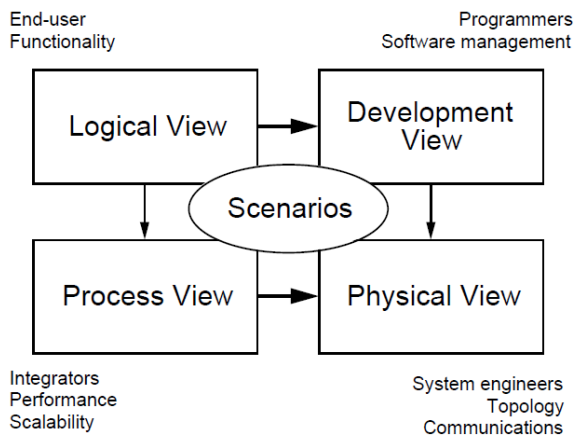 End-user
Functionality
Programmers
Software management
Logical View
Development
View
Scenarios
Process View
Physical View
Integrators
Performance
Scalability
System engineers
Topology
Communications